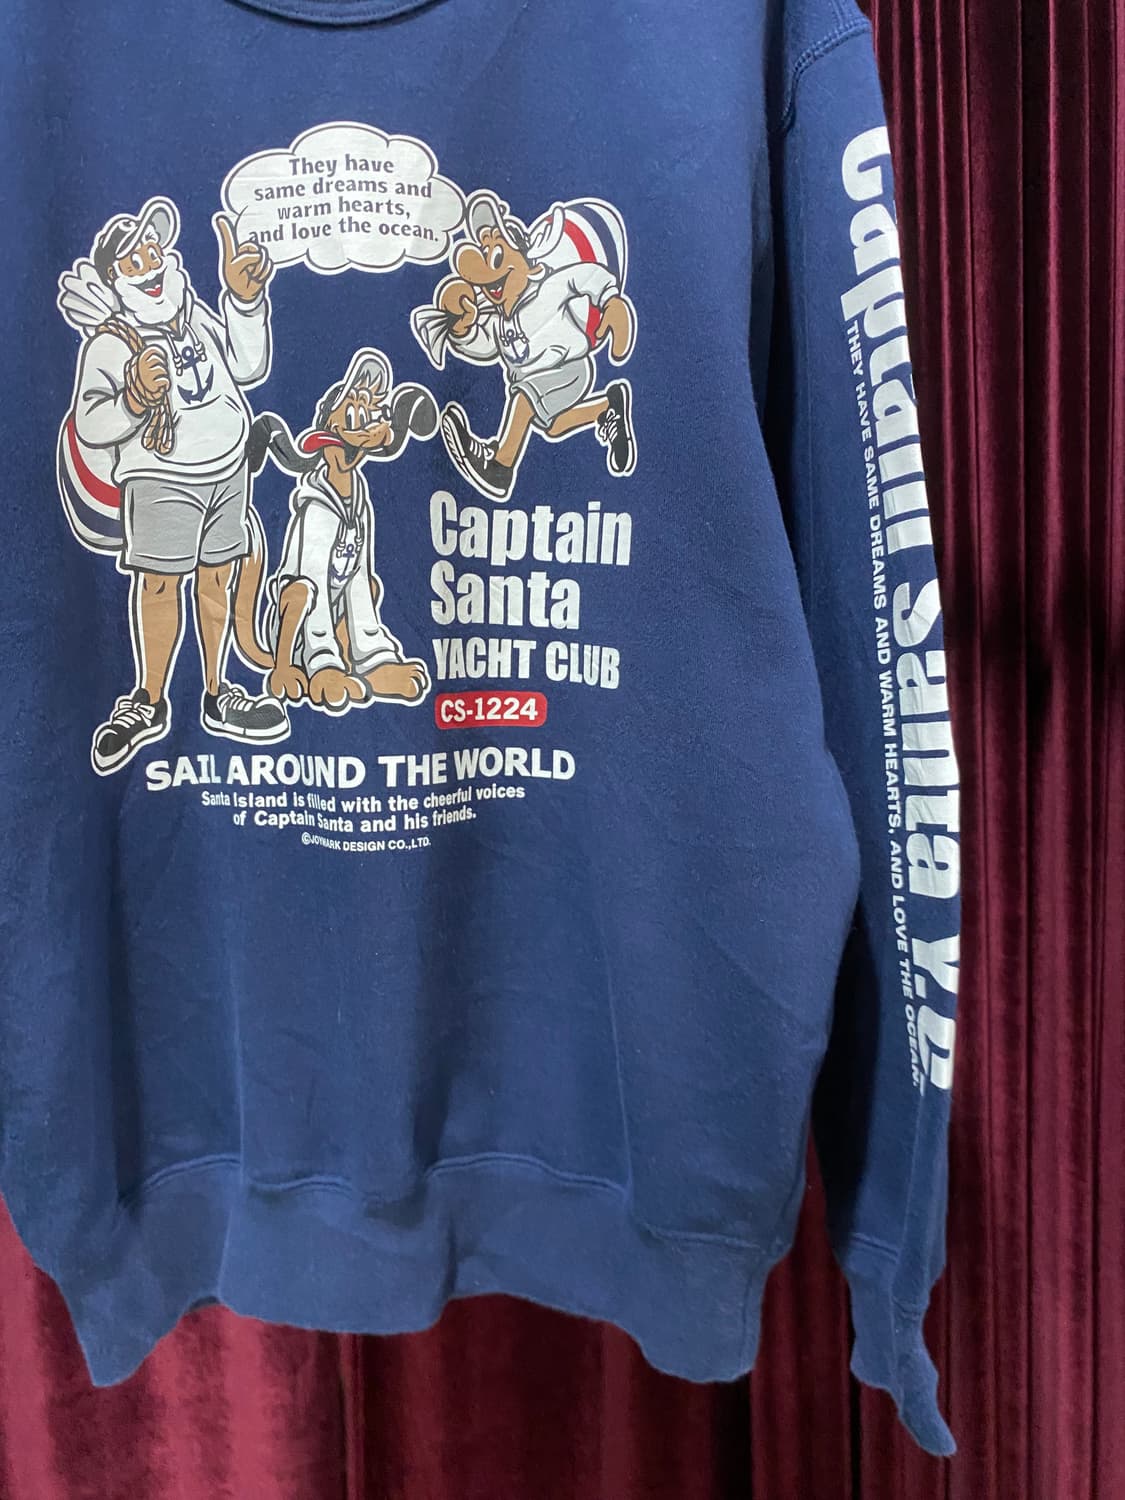 They have
same dreams and
warm hearts,
and love the ocean.
Captain
Santa
YACHT CLUB
CS-1224
SAIL AROUND THE WORLD
Santa Island is filled with the cheerful voices
of Captain Santa and his friends.
©JOYMARK DESIGN CO.,LTD.
Captain Santa Y.C
THEY HAVE SAME DREAMS AND WARM HEARTS, AND LOVE THE OCEAN.